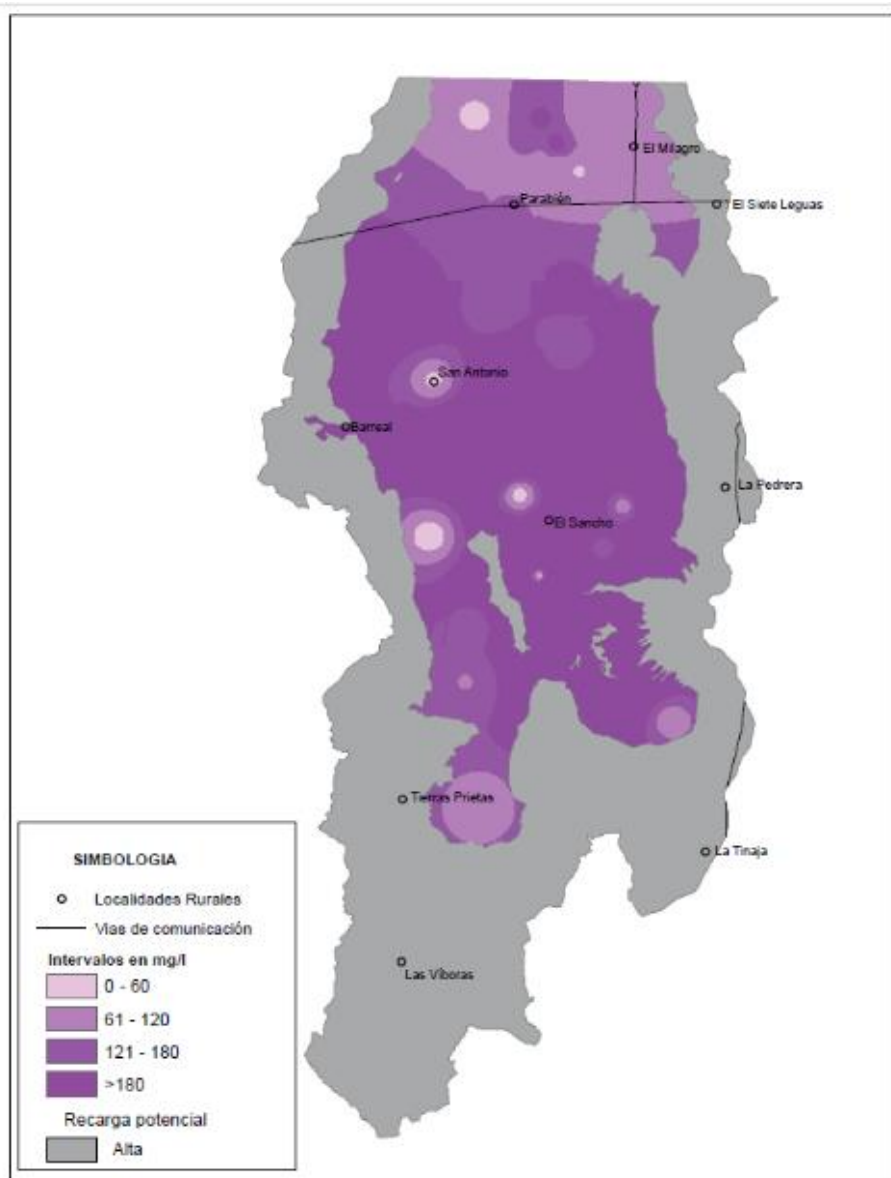 El Milagro
Parabién
El Siete Leguas
San Antonio
Barreal
La Pedrera
El Sancho
Tierras Prietas
La Tinaja
Las Víboras
SIMBOLOGIA
Localidades Rurales
Vías de comunicación
Intervalos en mg/l
0 - 60
61 - 120
121 - 180
>180
Recarga potencial
Alta